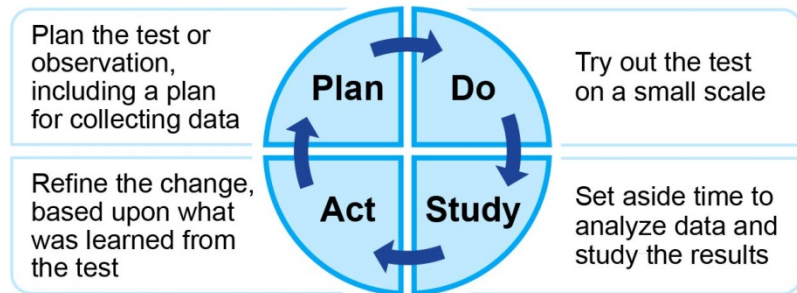 Plan the test or
observation,
including a plan
for collecting data
Plan
Do
Try out the test
on a small scale
Refine the change,
based upon what
was learned from
the test
Act
Study
Set aside time to
analyze data and
study the results